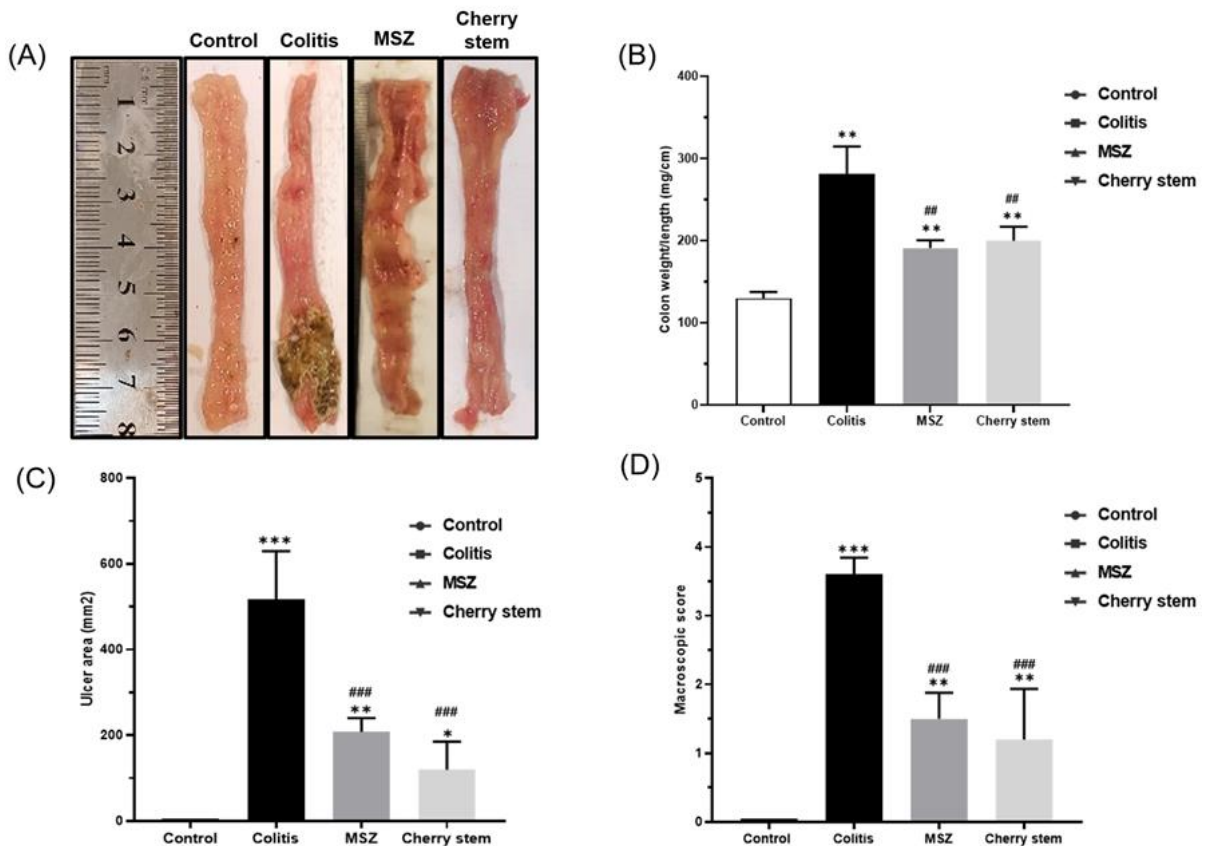 (A)
Control
Colitis
MSZ
Cherry
stem
1
2
3
4
5
6
7
8
(B)
Colon weight/length (mg/cm)
400
300
200
100
0
**
##
**
##
**
Control
Colitis
MSZ
Cherry stem
Control
Colitis
MSZ
Cherry stem
(C)
Ulcer area (mm2)
800
600
400
200
0
***
###
**
###
*
Control
Colitis
MSZ
Cherry stem
Control
Colitis
MSZ
Cherry stem
(D)
Macroscopic score
5
4
3
2
1
0
***
###
**
###
**
Control
Colitis
MSZ
Cherry stem
Control
Colitis
MSZ
Cherry stem